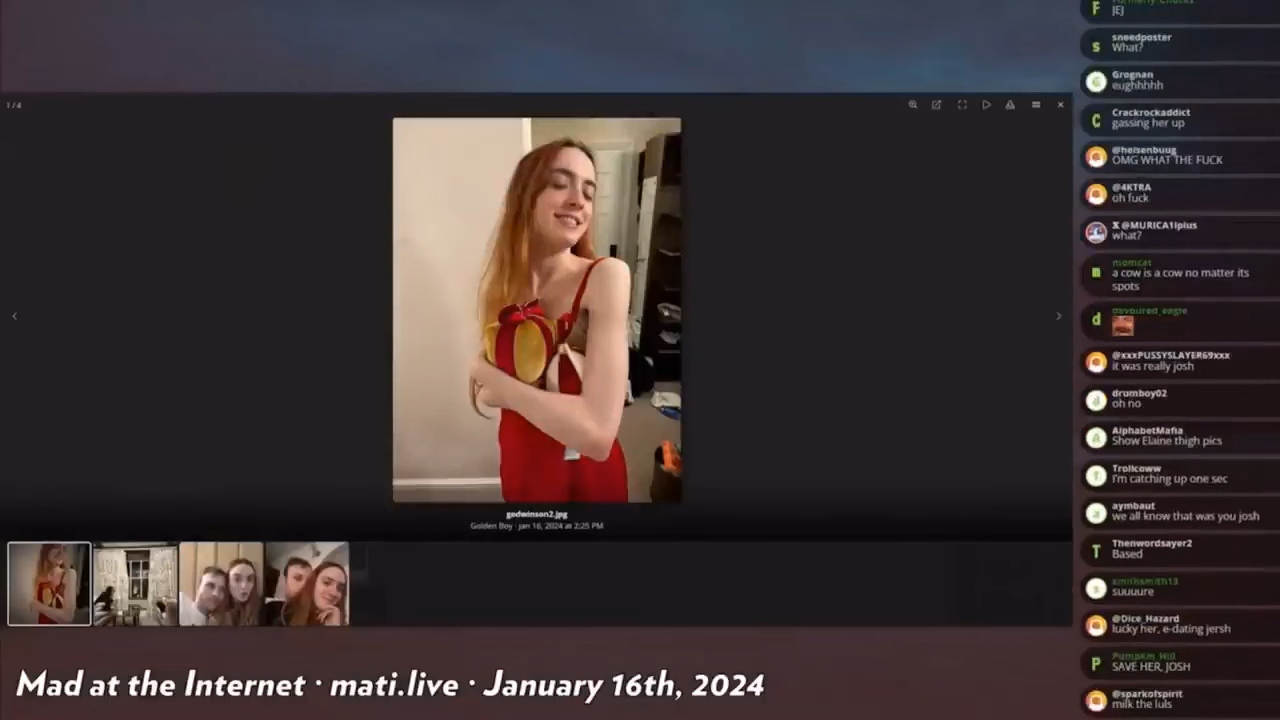 1 / 4
godwinson2.jpg
Golden Boy · Jan 16, 2024 at 2:25 PM
Mad at the Internet · mati.live · January 16th, 2024
F
JEJ
s
sneedposter
What?
Grognan
eughhhhh
C
Crackrockaddict
gassing her up
@heisenbuug
OMG WHAT THE FUCK
@4KTRA
oh fuck
@MURICA1lpius
what?
momcat
a cow is a cow no matter its
spots
d
devoured_eagle
@xxxPUSSYSLAYER69xxx
it was really josh
d
drumboy02
oh no
A
AlphabetMafia
Show Elaine thigh pics
Trollcoww
I'm catching up one sec
a
aymbaut
we all know that was you josh
T
Thenwordsayer2
Based
s
smithsmith13
suuuure
@Dice_Hazard
lucky her, e-dating jersh
P
Pumpkin_Hill
SAVE HER, JOSH
@sparkofspirit
milk the luls